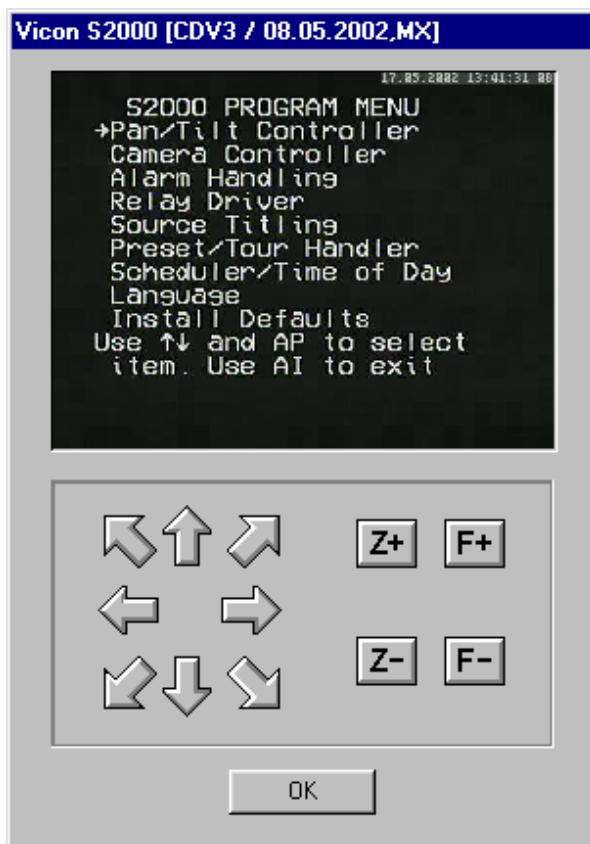 Vicon S2000 [CDV3 / 08.05.2002,MX]
17.05.2002 13:41:31 08
S2000 PROGRAM MENU
→Pan/Tilt Controller
Camera Controller
Alarm Handling
Relay Driver
Source Titling
Preset/Tour Handler
Scheduler/Time of Day
Language
Install Defaults
Use ↑↓ and AP to select
item. Use AI to exit
Z+ F+
Z- F-
OK